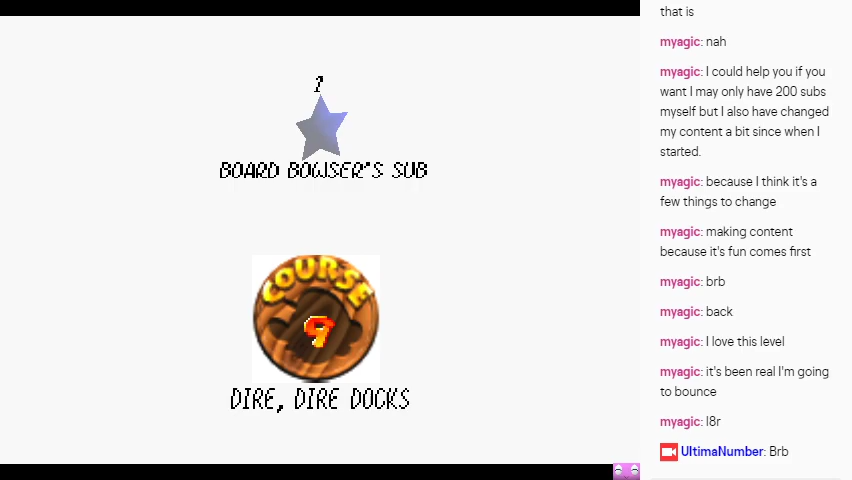 1
BOARD BOWSER'S SUB
COURSE
9
DIRE, DIRE DOCKS
that is
myagic: nah
myagic: I could help you if you
want I may only have 200 subs
myself but I also have changed
my content a bit since when I
started.
myagic: because I think it's a
few things to change
myagic: making content
because it's fun comes first
myagic: brb
myagic: back
myagic: I love this level
myagic: it's been real I'm going
to bounce
myagic: l8r
UltimaNumber: Brb